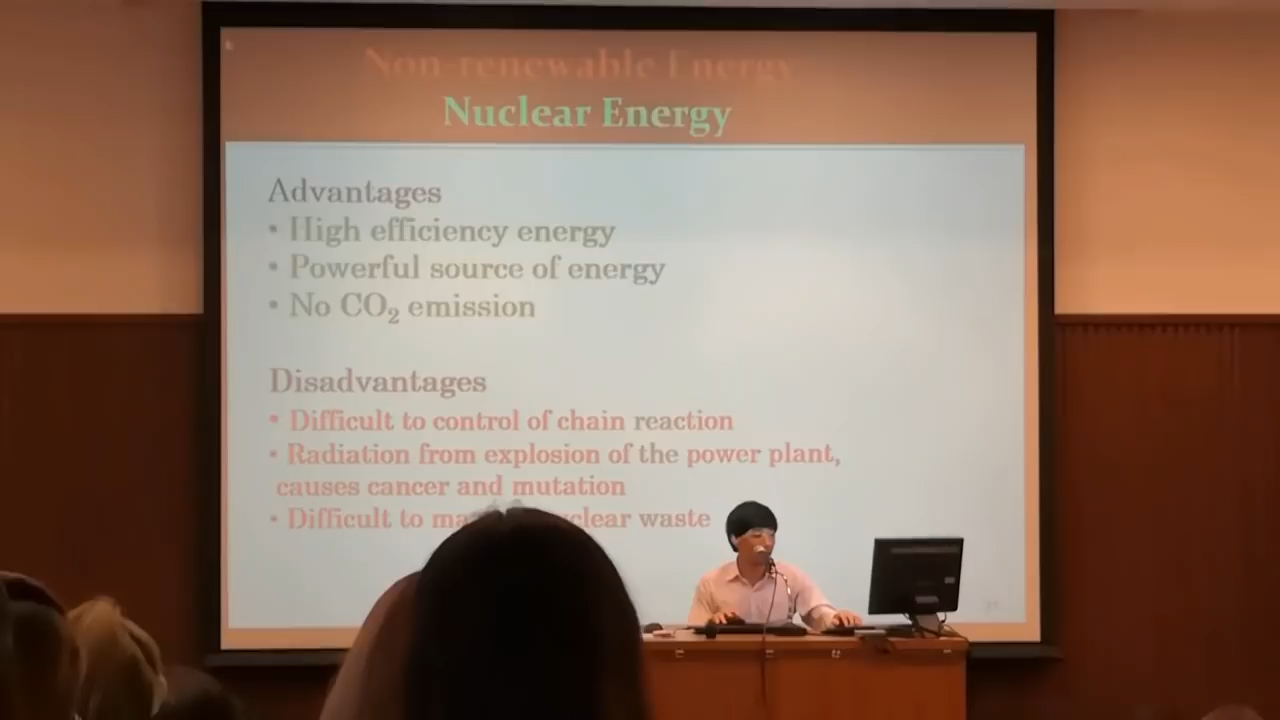 Non-renewable Energy
Nuclear Energy
Advantages
• High efficiency energy
• Powerful source of energy
• No CO₂ emission
Disadvantages
• Difficult to control of chain reaction
• Radiation from explosion of the power plant,
causes cancer and mutation
• Difficult to clear waste